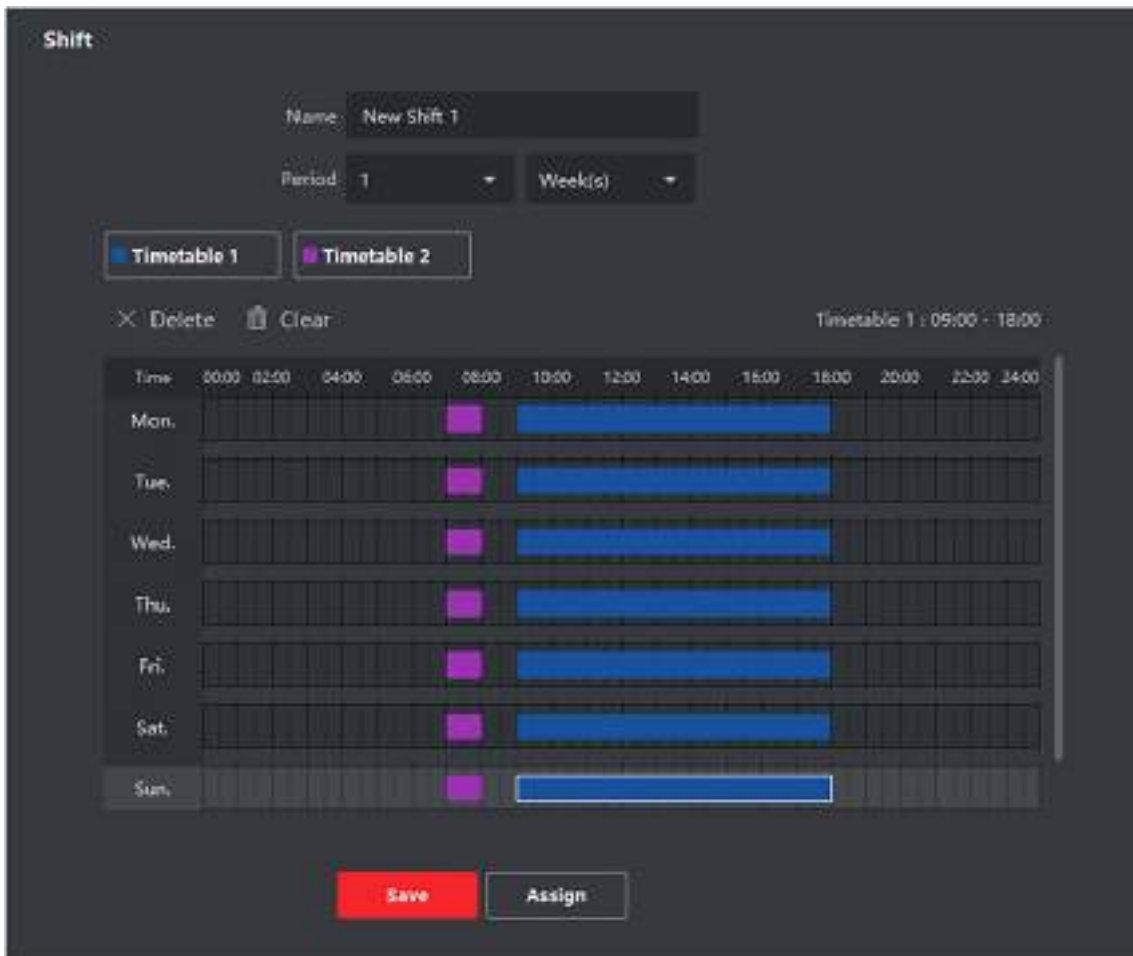 Shift
Name New Shift 1
Period 1 Week(s)
Timetable 1 Timetable 2
Delete Clear Timetable 1 : 09:00 - 18:00
Time 00:00 02:00 04:00 06:00 08:00 10:00 12:00 14:00 16:00 18:00 20:00 22:00 24:00
Mon.
Tue.
Wed.
Thu.
Fri.
Sat.
Sun.
Save Assign